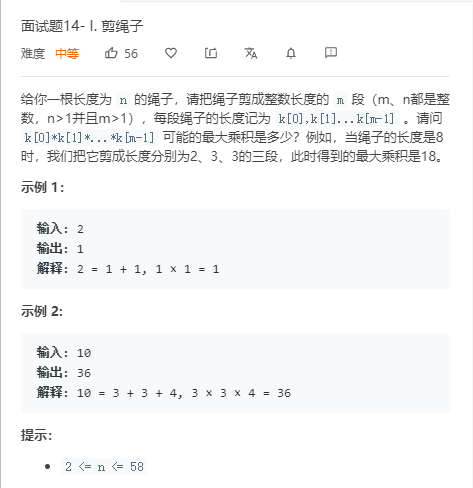 面试题14- I. 剪绳子
难度 中等 56
给你一根长度为 n 的绳子，请把绳子剪成整数长度的 m 段（m、n都是整
数，n>1并且m>1），每段绳子的长度记为 k[0],k[1]...k[m-1] 。请问
k[0]*k[1]*...*k[m-1] 可能的最大乘积是多少？例如，当绳子的长度是8
时，我们把它剪成长度分别为2、3、3的三段，此时得到的最大乘积是18。
示例 1：
输入: 2
输出: 1
解释: 2 = 1 + 1, 1 × 1 = 1
示例 2:
输入: 10
输出: 36
解释: 10 = 3 + 3 + 4, 3 × 3 × 4 = 36
提示：
2 <= n <= 58